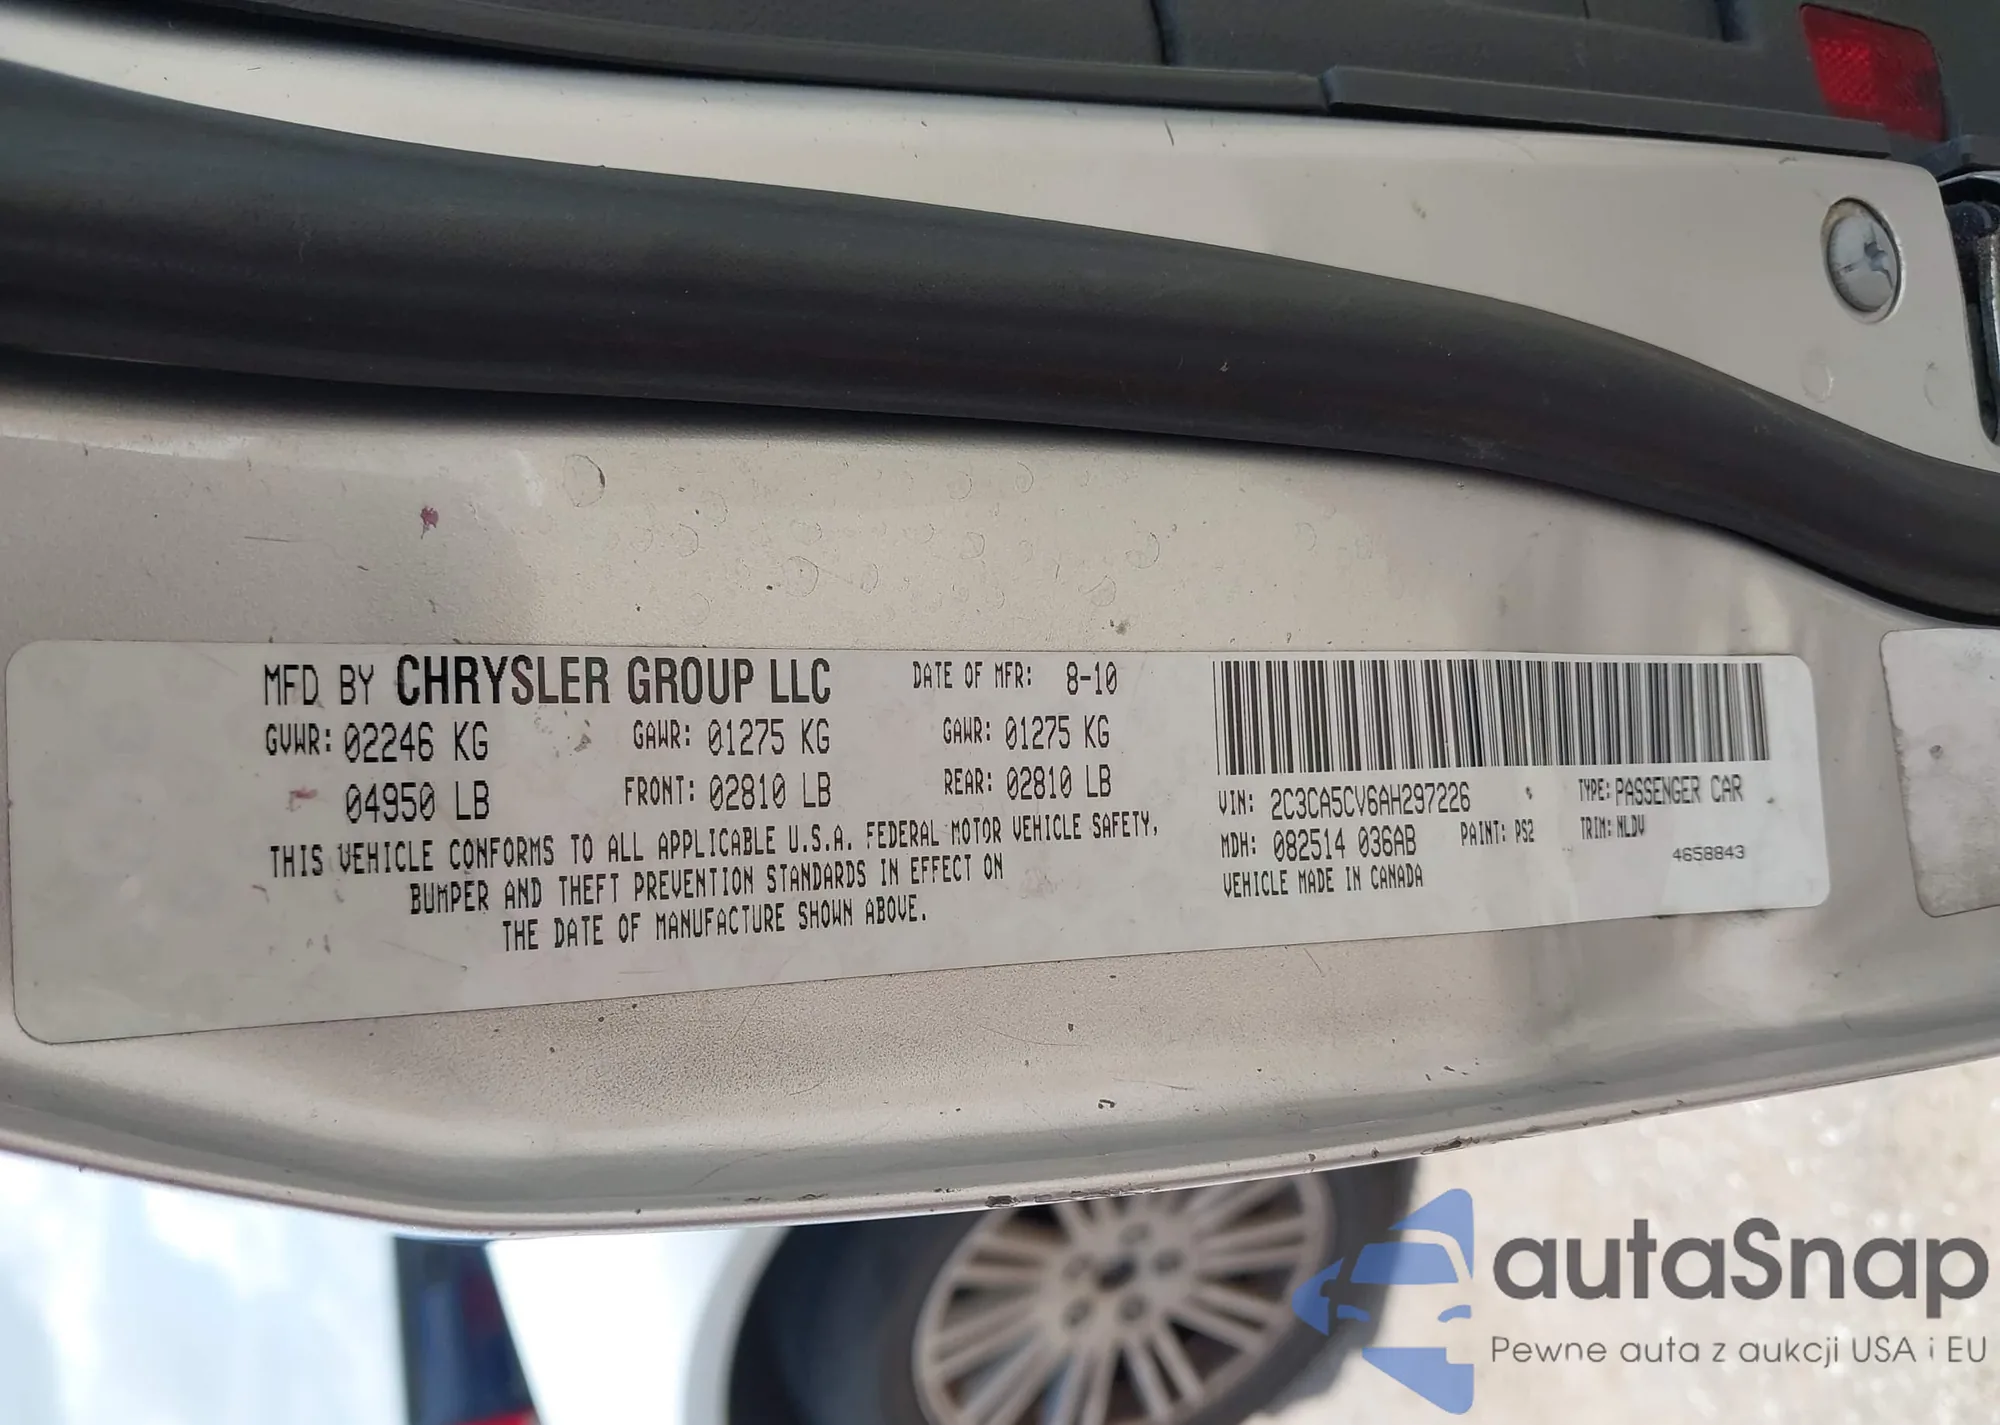 MFD BY CHRYSLER GROUP LLC DATE OF MFR: 8-10
GVWR: 02246 KG GAWR: 01275 KG GAWR: 01275 KG
04950 LB FRONT: 02810 LB REAR: 02810 LB
THIS VEHICLE CONFORMS TO ALL APPLICABLE U.S.A. FEDERAL MOTOR VEHICLE SAFETY,
BUMPER AND THEFT PREVENTION STANDARDS IN EFFECT ON
THE DATE OF MANUFACTURE SHOWN ABOVE.
VIN: 2C3CA5CV6AH297226 TYPE: PASSENGER CAR
MDH: 082514 036AB PAINT: PS2 TRIM: MLDV
VEHICLE MADE IN CANADA 4658843
autaSnap
Pewne auta z aukcji USA i EU